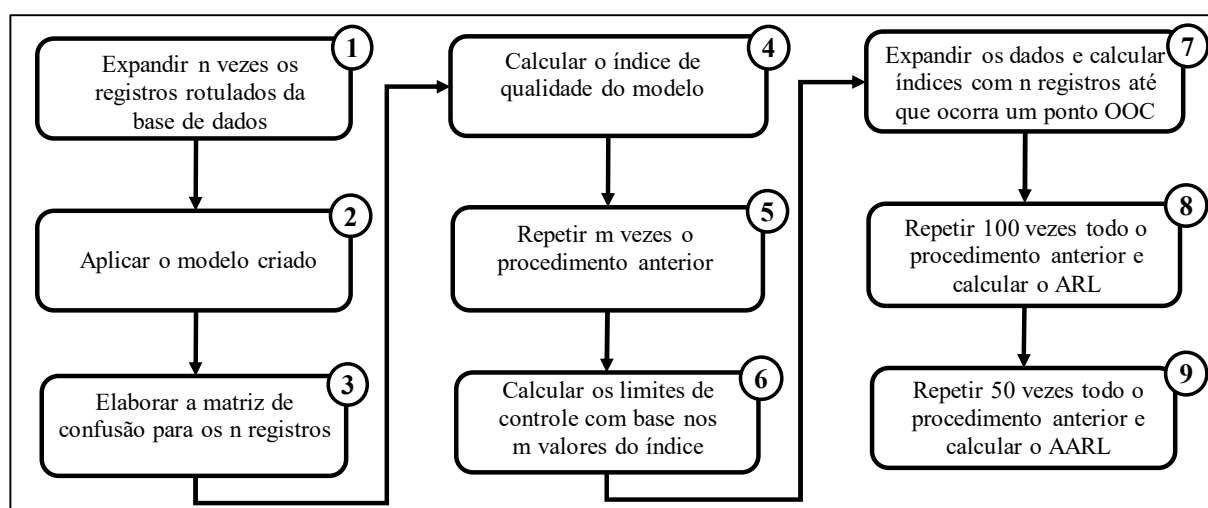 1
Expandir n vezes os
registros rotulados da
base de dados
2
Aplicar o modelo criado
3
Elaborar a matriz de
confusão para os n registros
4
Calcular o índice de
qualidade do modelo
5
Repetir m vezes o
procedimento anterior
6
Calcular os limites de
controle com base nos
m valores do índice
7
Expandir os dados e calcular
índices com n registros até
que ocorra um ponto OOC
8
Repetir 100 vezes todo o
procedimento anterior e
calcular o ARL
9
Repetir 50 vezes todo o
procedimento anterior e
calcular o AARL